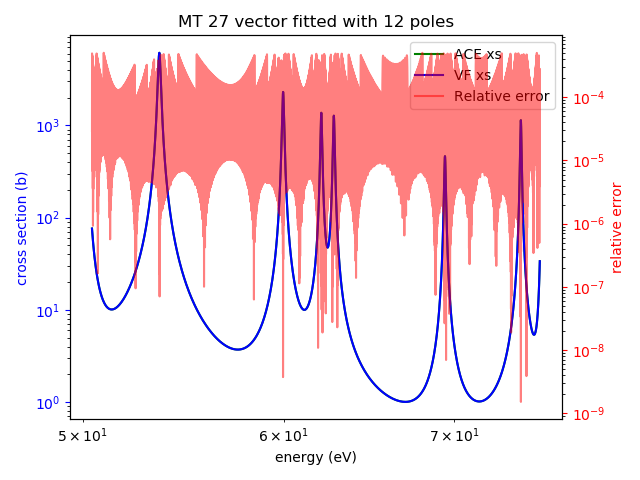 MT 27 vector fitted with 12 poles
ACE xs
VF xs
Relative error
cross section (b)
10³
10²
10¹
10⁰
10⁻⁴
10⁻⁵
10⁻⁶
10⁻⁷
10⁻⁸
10⁻⁹
relative error
5 × 10¹ 6 × 10¹ 7 × 10¹
energy (eV)